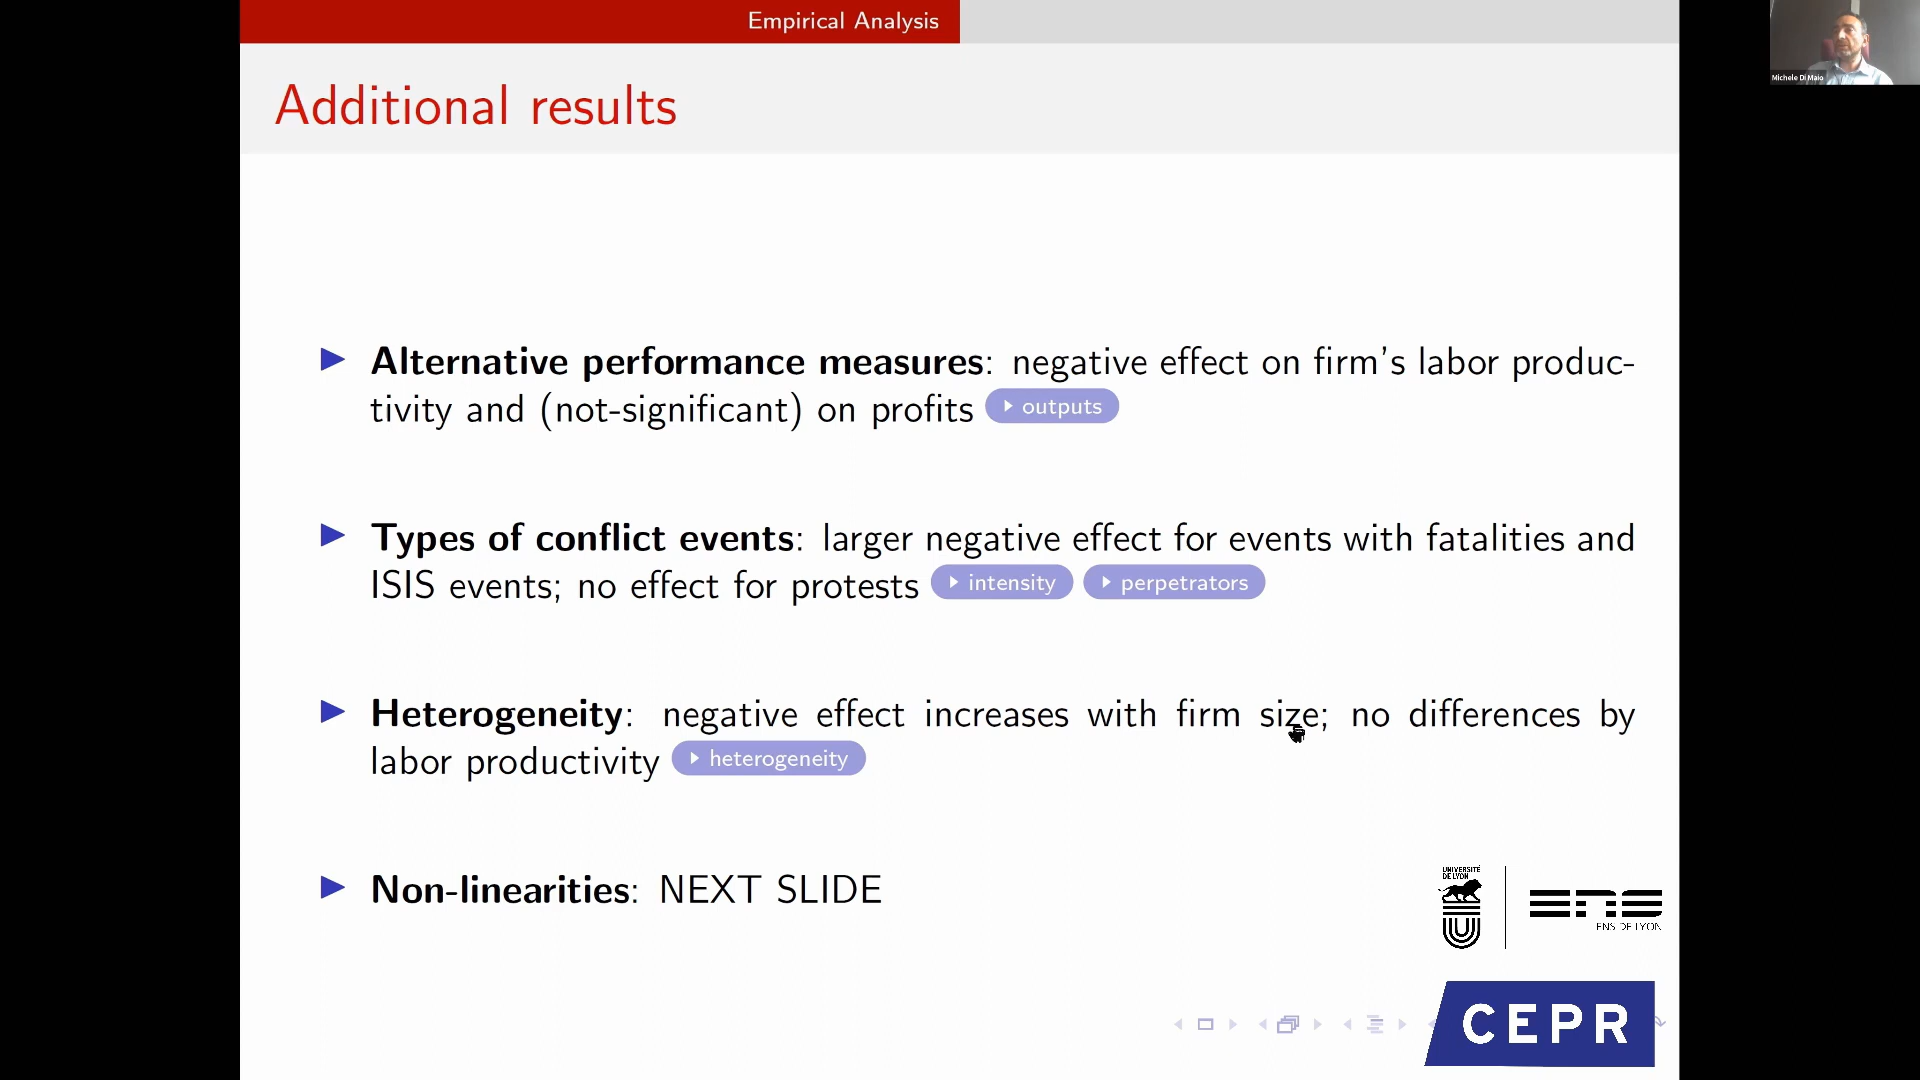 Empirical Analysis
Michele Di Maio
Additional results
Alternative performance measures: negative effect on firm's labor produc-
tivity and (not-significant) on profits outputs
Types of conflict events: larger negative effect for events with fatalities and
ISIS events; no effect for protests intensity perpetrators
Heterogeneity: negative effect increases with firm size; no differences by
labor productivity heterogeneity
Non-linearities: NEXT SLIDE
UNIVERSITÉ
DE LYON
ENS
ENS DE LYON
CEPR